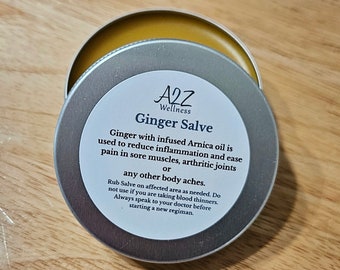 A2Z
Wellness
Ginger Salve
Ginger with infused Arnica oil is
used to reduce inflammation and ease
pain in sore muscles, arthritic joints
or
any other body aches.
Rub Salve on affected area as needed. Do
not use if you are taking blood thinners.
Always speak to your doctor before
starting a new regiman.